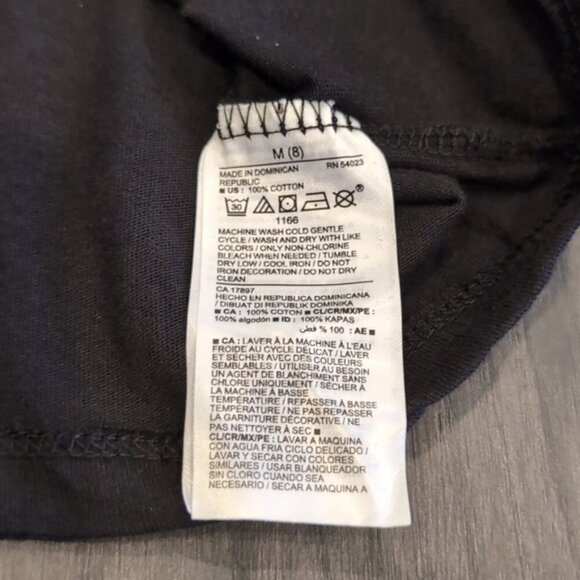 M (8)
MADE IN DOMINICAN RN 54023
REPUBLIC
■ US: 100% COTTON
30 ®
1166
MACHINE WASH COLD GENTLE
CYCLE / WASH AND DRY WITH LIKE
COLORS / ONLY NON-CHLORINE
BLEACH WHEN NEEDED / TUMBLE
DRY LOW / COOL IRON / DO NOT
IRON DECORATION / DO NOT DRY
CLEAN
CA 17897
HECHO EN REPUBLICA DOMINICANA
/ DIBUAT DI REPUBLIK DOMINIKA
■ CA: 100% COTON ■ CL/CR/MX/PE:
100% algodón ■ ID: 100% KAPAS
■ AE: 100 % قطن
■ CA: LAVER À LA MACHINE À L'EAU
FROIDE AU CYCLE DÉLICAT / LAVER
ET SÉCHER AVEC DES COULEURS
SEMBLABLES / UTILISER AU BESOIN
UN AGENT DE BLANCHIMENT SANS
CHLORE UNIQUEMENT / SÉCHER À
LA MACHINE À BASSE
TEMPÉRATURE / REPASSER À BASSE
TEMPÉRATURE / NE PAS REPASSER
LA GARNITURE DÉCORATIVE / NE
PAS NETTOYER À SEC ■
CL/CR/MX/PE: LAVAR A MAQUINA
CON AGUA FRIA CICLO DELICADO /
LAVAR Y SECAR CON COLORES
SIMILARES / USAR BLANQUEADOR
SIN CLORO CUANDO SEA
NECESARIO / SECAR A MAQUINA